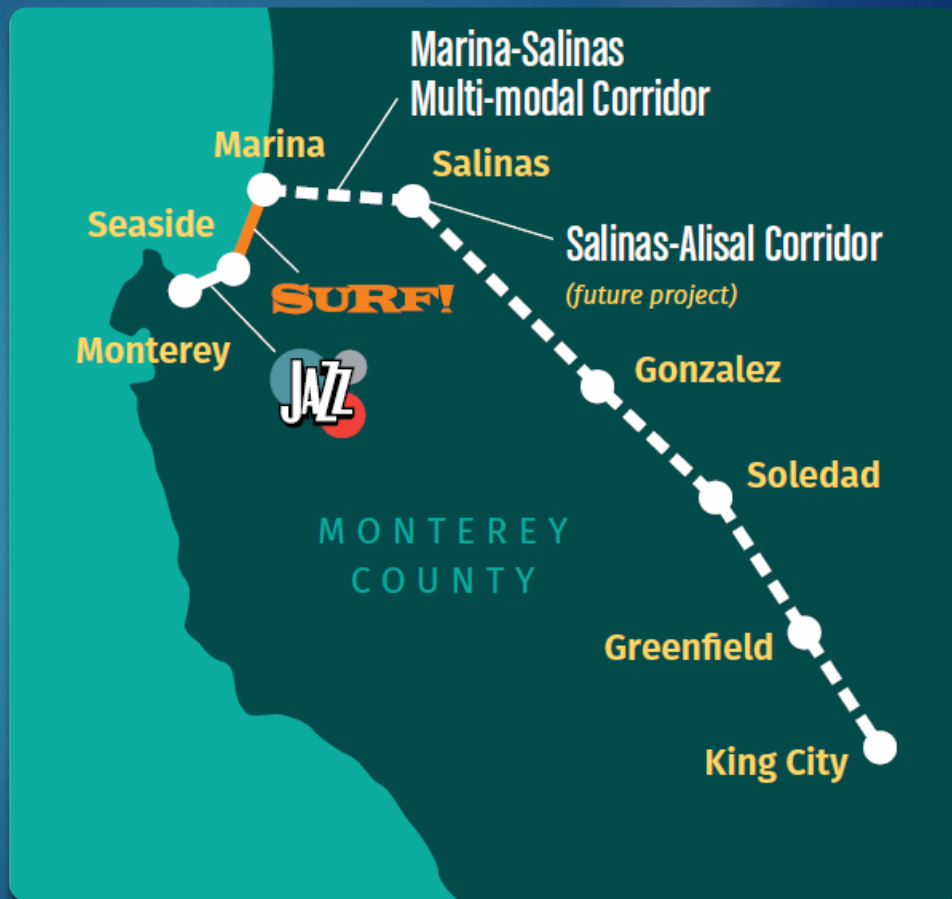 Marina-Salinas
Multi-modal Corridor
Marina
Salinas
Seaside
Salinas-Alisal Corridor
(future project)
SURF!
Monterey
JAZZ
Gonzalez
Soledad
MONTEREY
COUNTY
Greenfield
King City